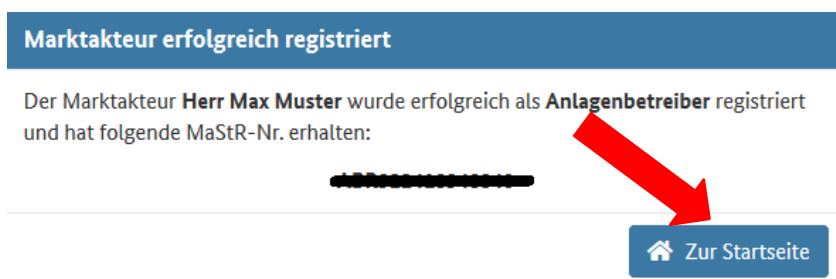 Marktakteur erfolgreich registriert
Der Marktakteur Herr Max Muster wurde erfolgreich als Anlagenbetreiber registriert
und hat folgende MaStR-Nr. erhalten:
Zur Startseite